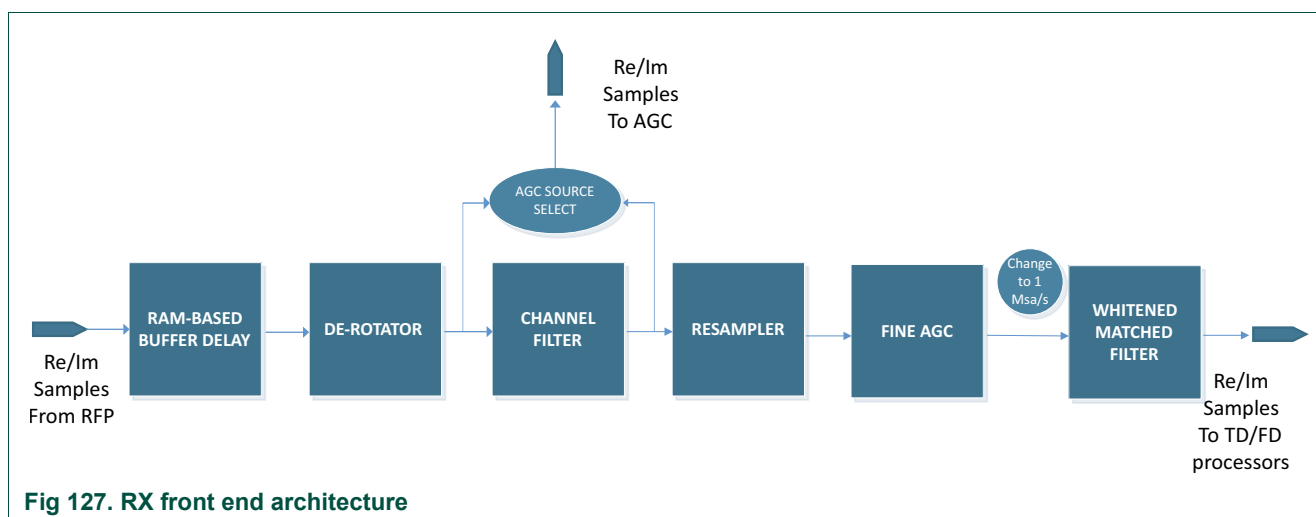 Re/Im
Samples
To AGC
AGC SOURCE
SELECT
Re/Im
Samples
From RFP
RAM-BASED
BUFFER DELAY
DE-ROTATOR
CHANNEL
FILTER
RESAMPLER
FINE AGC
Change
to 1
Msa/s
WHITENED
MATCHED
FILTER
Re/Im
Samples
To TD/FD
processors
Fig 127. RX front end architecture